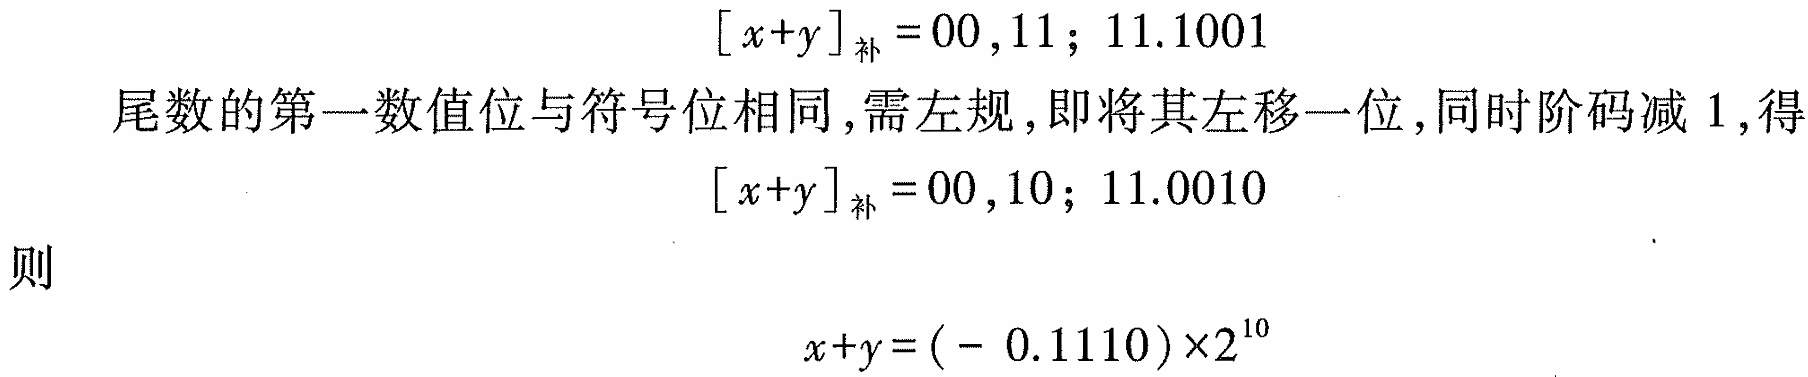 [x+y]补 = 00,11; 11.1001
尾数的第一数值位与符号位相同,需左规,即将其左移一位,同时阶码减 1,得
[x+y]补 = 00,10; 11.0010
则
x+y=(- 0.1110)×2^10